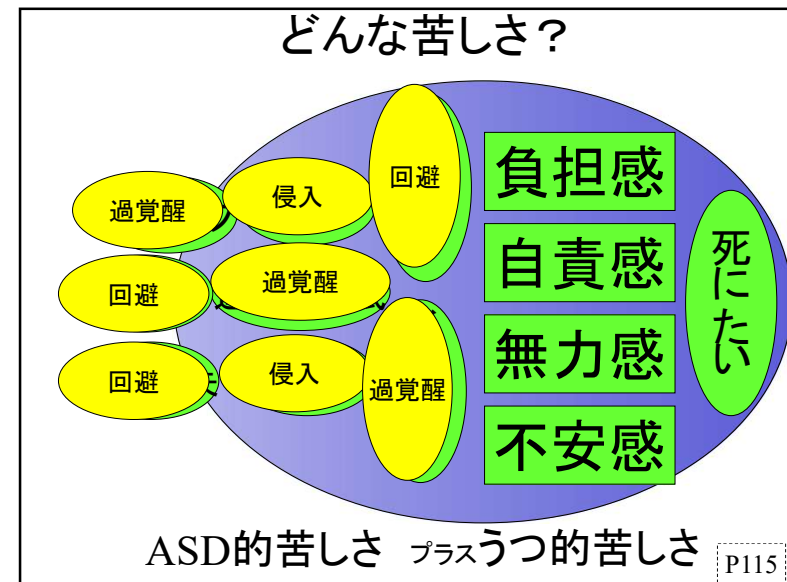 どんな苦しさ？
過覚醒
侵入
回避
回避
過覚醒
回避
侵入
過覚醒
負担感
自責感
無力感
不安感
死にたい
ASD的苦しさ プラスうつ的苦しさ
P115